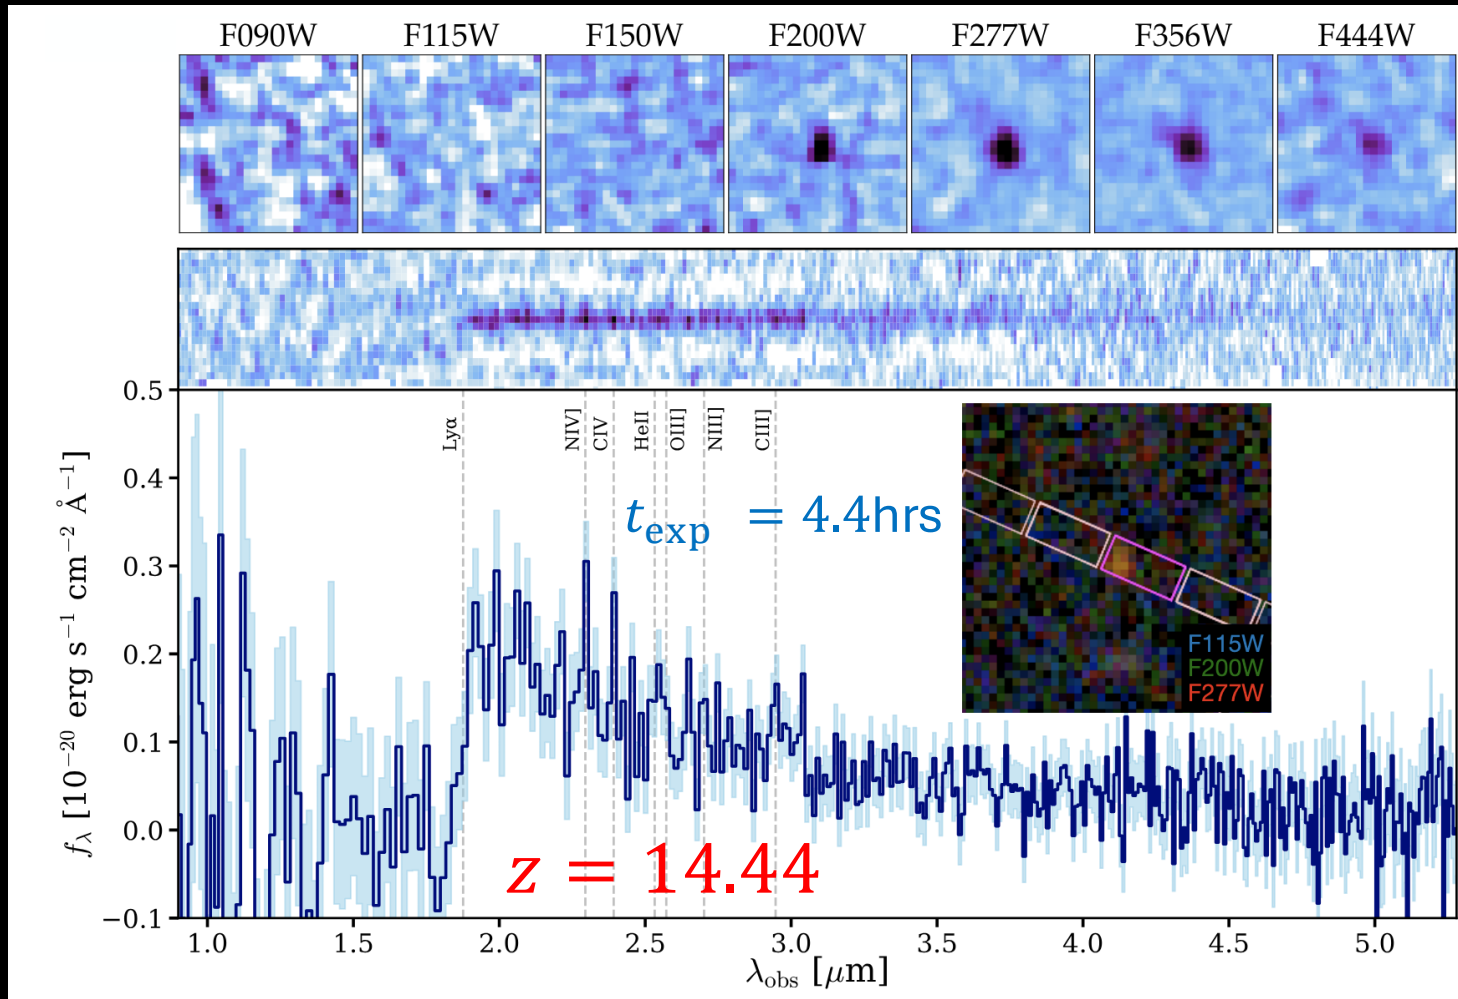 F090W F115W F150W F200W F277W F356W F444W
0.5
0.4
0.3
0.2
0.1
0.0
−0.1
f_λ [10⁻²⁰ erg s⁻¹ cm⁻² Å⁻¹]
Lyα
NIV]
CIV
HeII
OIII]
NIII]
CIII]
t_exp = 4.4hrs
F115W
F200W
F277W
z = 14.44
1.0 1.5 2.0 2.5 3.0 3.5 4.0 4.5 5.0
λ_obs [μm]